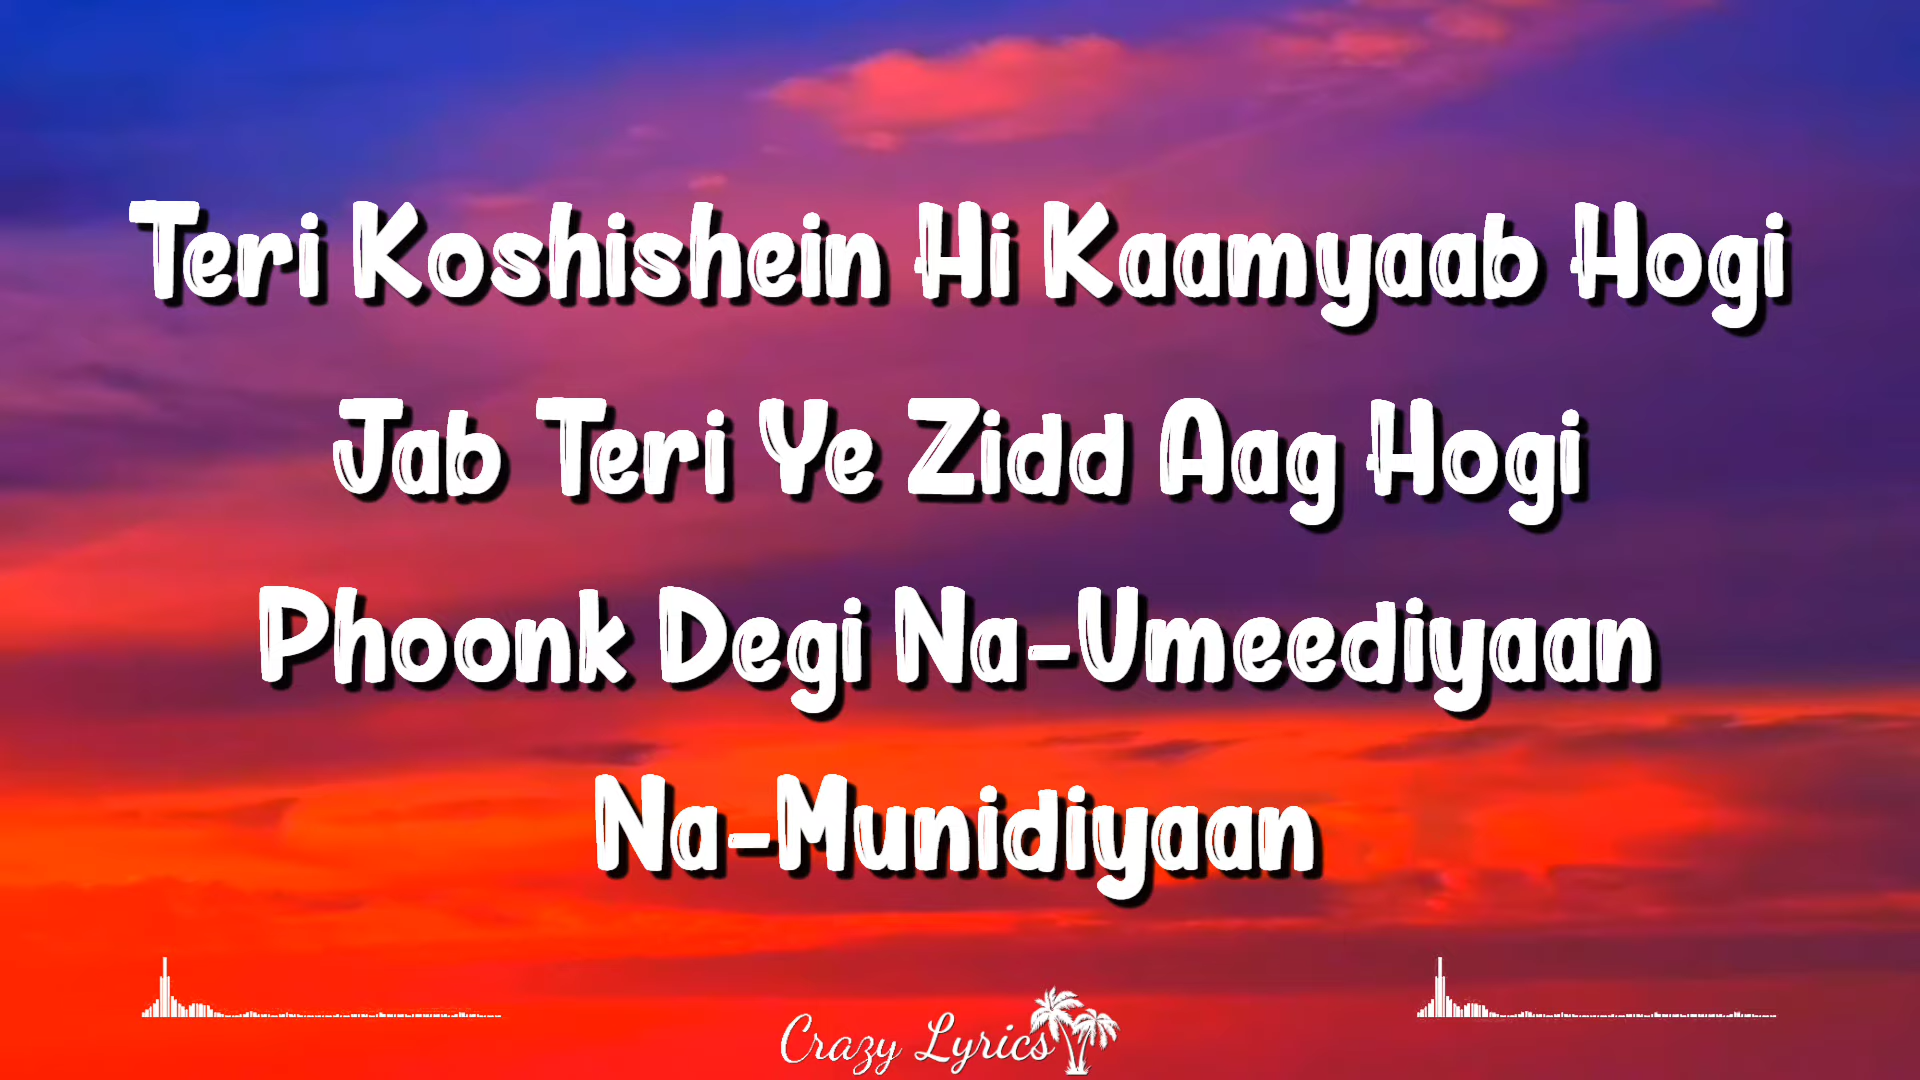 Teri Koshishein Hi Kaamyaab Hogi
Jab Teri Ye Zidd Aag Hogi
Phoonk Degi Na-Umeediyaan
Na-Munidiyaan
Crazy Lyrics